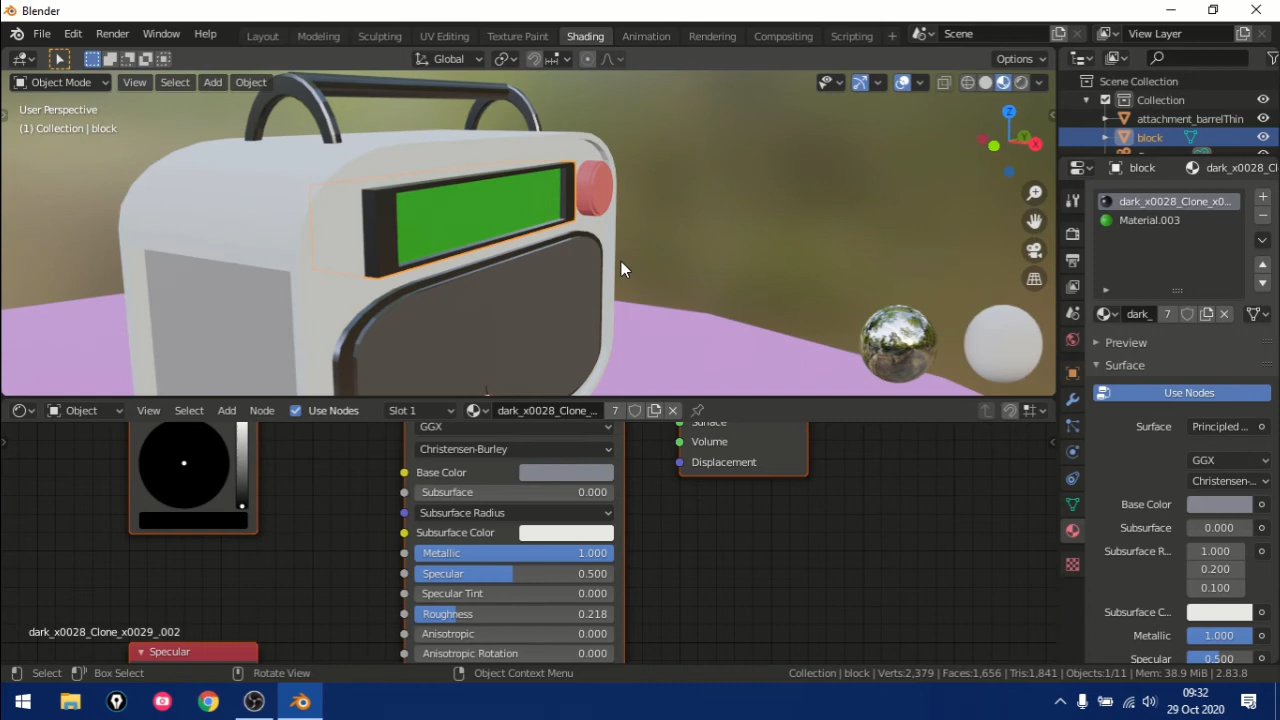 Blender
File Edit Render Window Help
Layout Modeling Sculpting UV Editing Texture Paint Shading Animation Rendering Compositing Scripting + Scene View Layer
Global Options
Object Mode View Select Add Object
User Perspective
(1) Collection | block
Z
Y
X
Scene Collection
Collection
attachment_barrelThin
block
block dark_x0028_Cl
dark_x0028_Clone_x0...
Material.003
dark_ 7
Preview
Surface
Use Nodes
Surface Principled ...
GGX
Christensen-...
Base Color
Subsurface 0.000
Subsurface R... 1.000
0.200
0.100
Subsurface C...
Metallic 1.000
Specular 0.500
Object View Select Add Node Use Nodes Slot 1 dark_x0028_Clone_... 7
GGX
Christensen-Burley
Base Color
Subsurface 0.000
Subsurface Radius
Subsurface Color
Metallic 1.000
Specular 0.500
Specular Tint 0.000
Roughness 0.218
Anisotropic 0.000
Anisotropic Rotation 0.000
Surface
Volume
Displacement
dark_x0028_Clone_x0029_.002
Specular
Select Box Select Rotate View Object Context Menu
Collection | block | Verts:2,379 | Faces:1,656 | Tris:1,841 | Objects:1/11 | Mem: 38.9 MiB | 2.83.8
09:32
29 Oct 2020